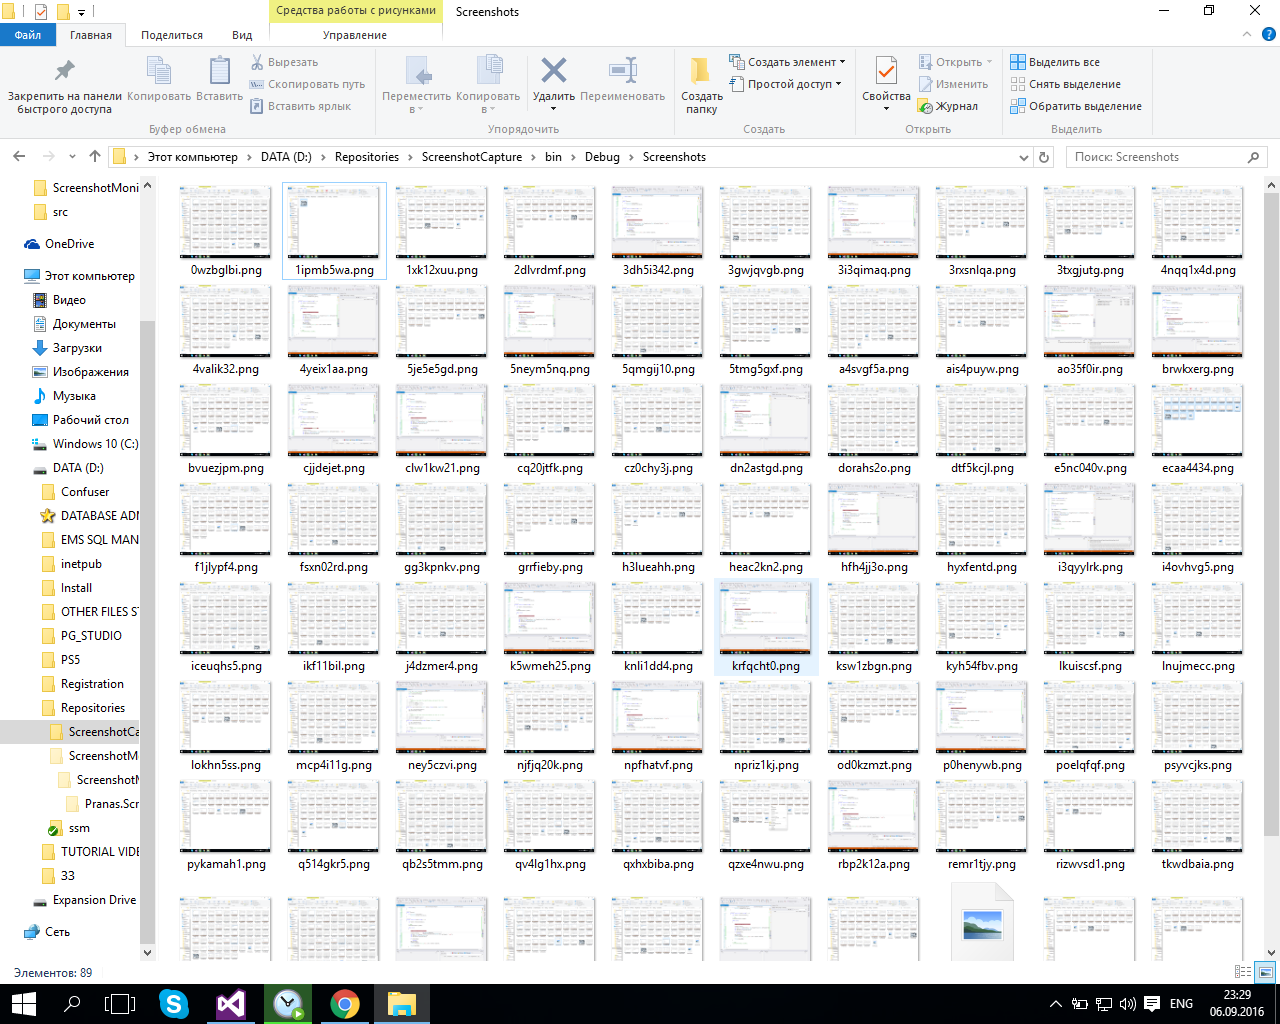 Средства работы с рисунками
Screenshots
Файл
Главная
Поделиться
Вид
Управление
Закрепить на панели быстрого доступа
Копировать
Вставить
Вырезать
Скопировать путь
Вставить ярлык
Буфер обмена
Переместить в
Копировать в
Удалить
Переименовать
Упорядочить
Создать папку
Создать элемент
Простой доступ
Создать
Свойства
Открыть
Изменить
Журнал
Открыть
Выделить все
Снять выделение
Обратить выделение
Выделить
Этот компьютер
DATA (D:)
Repositories
ScreenshotCapture
bin
Debug
Screenshots
Поиск: Screenshots
ScreenshotMoni
src
OneDrive
Этот компьютер
Видео
Документы
Загрузки
Изображения
Музыка
Рабочий стол
Windows 10 (C:)
DATA (D:)
Confuser
DATABASE ADM
EMS SQL MAN
inetpub
Install
OTHER FILES ST
PG_STUDIO
PS5
Registration
Repositories
ScreenshotCa
ScreenshotM
ScreenshotM
Pranas.Scr
ssm
TUTORIAL VIDE
33
Expansion Drive
Сеть
0wzbglbi.png 1ipmb5wa.png 1xk12xuu.png 2dlvrdmf.png 3dh5i342.png 3gwjqvgb.png 3i3qimaq.png 3rxsnlqa.png 3txgjutg.png 4nqq1x4d.png
4valik32.png 4yeix1aa.png 5je5e5gd.png 5neym5nq.png 5qmgij10.png 5tmg5gxf.png a4svgf5a.png ais4puyw.png ao35f0ir.png brwkxerg.png
bvuezjpm.png cjjdejet.png clw1kw21.png cq20jtfk.png cz0chy3j.png dn2astgd.png dorahs2o.png dtf5kcjl.png e5nc040v.png ecaa4434.png
f1jlypf4.png fsxn02rd.png gg3kpnkv.png grrfieby.png h3lueahh.png heac2kn2.png hfh4jj3o.png hyxfentd.png i3qyylrk.png i4ovhvg5.png
iceuqhs5.png ikf11bil.png j4dzmer4.png k5wmeh25.png knli1dd4.png krfqcht0.png ksw1zbgn.png kyh54fbv.png lkuiscsf.png lnujmecc.png
lokhn5ss.png mcp4i11g.png ney5czvi.png njfjq20k.png npfhatvf.png npriz1kj.png od0kzmzt.png p0henywb.png poelqfqf.png psyvcjks.png
pykamah1.png q514gkr5.png qb2s5tmm.png qv4lg1hx.png qxhxbiba.png qzxe4nwu.png rbp2k12a.png remr1tjy.png rizwvsd1.png tkwdbaia.png
Элементов: 89
ENG
23:29
06.09.2016